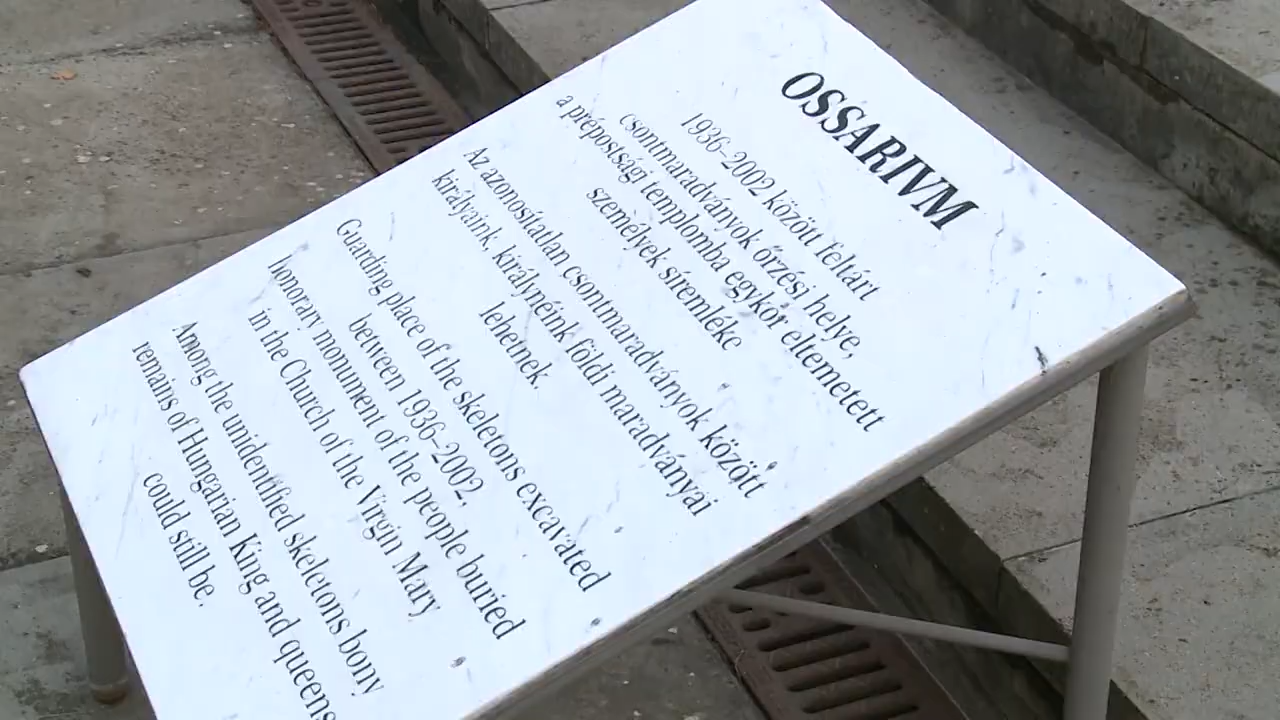 OSSARIVM
1936-2002 között feltárt
csontmaradványok őrzési helye,
a prépostsági templomba egykor eltemetett
személyek síremléke
Az azonosítatlan csontmaradványok között
királyaink, királynéink földi maradványai
lehetnek.
Guarding place of the skeletons excavated
between 1936-2002,
honorary monument of the people buried
in the Church of the Virgin Mary
Among the unidentified skeletons bony
remains of Hungarian King and queens
could still be.